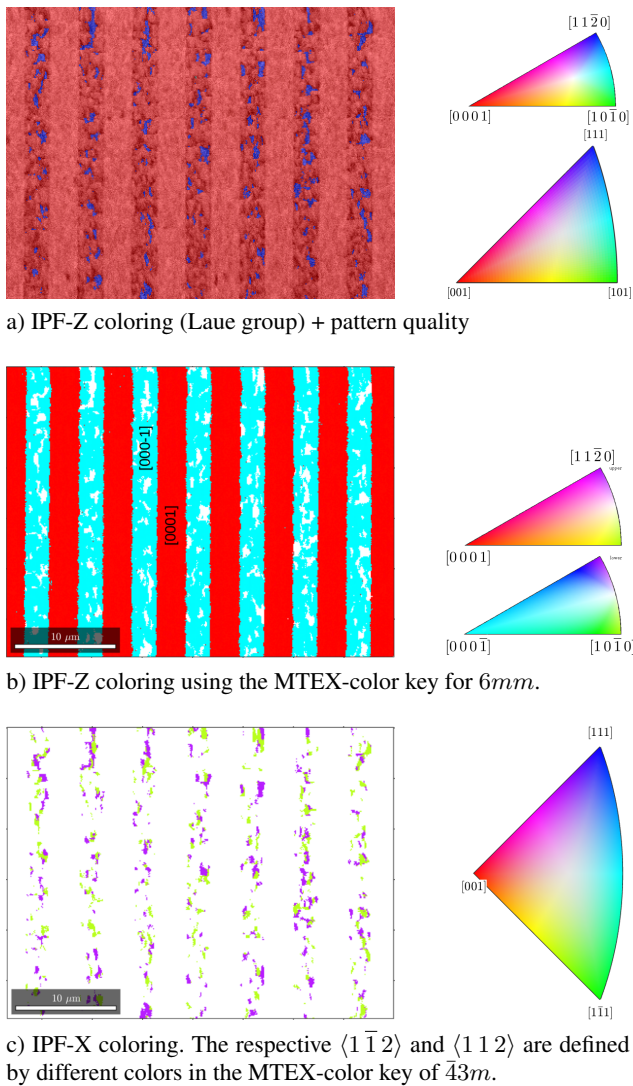 [1 1 2̅ 0]
[0 0 0 1]
[1 0 1̅ 0]
[111]
[001]
[101]
a) IPF-Z coloring (Laue group) + pattern quality
[000-1]
[0001]
10 μm
[1 1 2̅ 0]
upper
[0 0 0 1]
lower
[0 0 0 1̅]
[1 0 1̅ 0]
b) IPF-Z coloring using the MTEX-color key for 6mm.
10 μm
[111]
[001]
[11̅1]
c) IPF-X coloring. The respective ⟨1 1̅ 2⟩ and ⟨1 1 2⟩ are defined
by different colors in the MTEX-color key of 4̅3m.